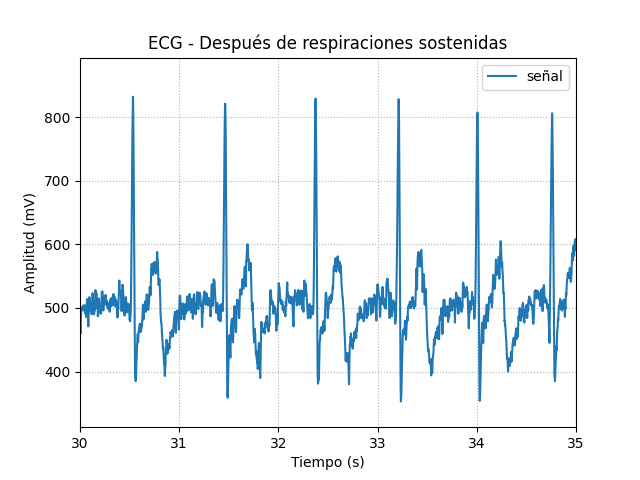 ECG - Después de respiraciones sostenidas
señal
Amplitud (mV)
800
700
600
500
400
30 31 32 33 34 35
Tiempo (s)